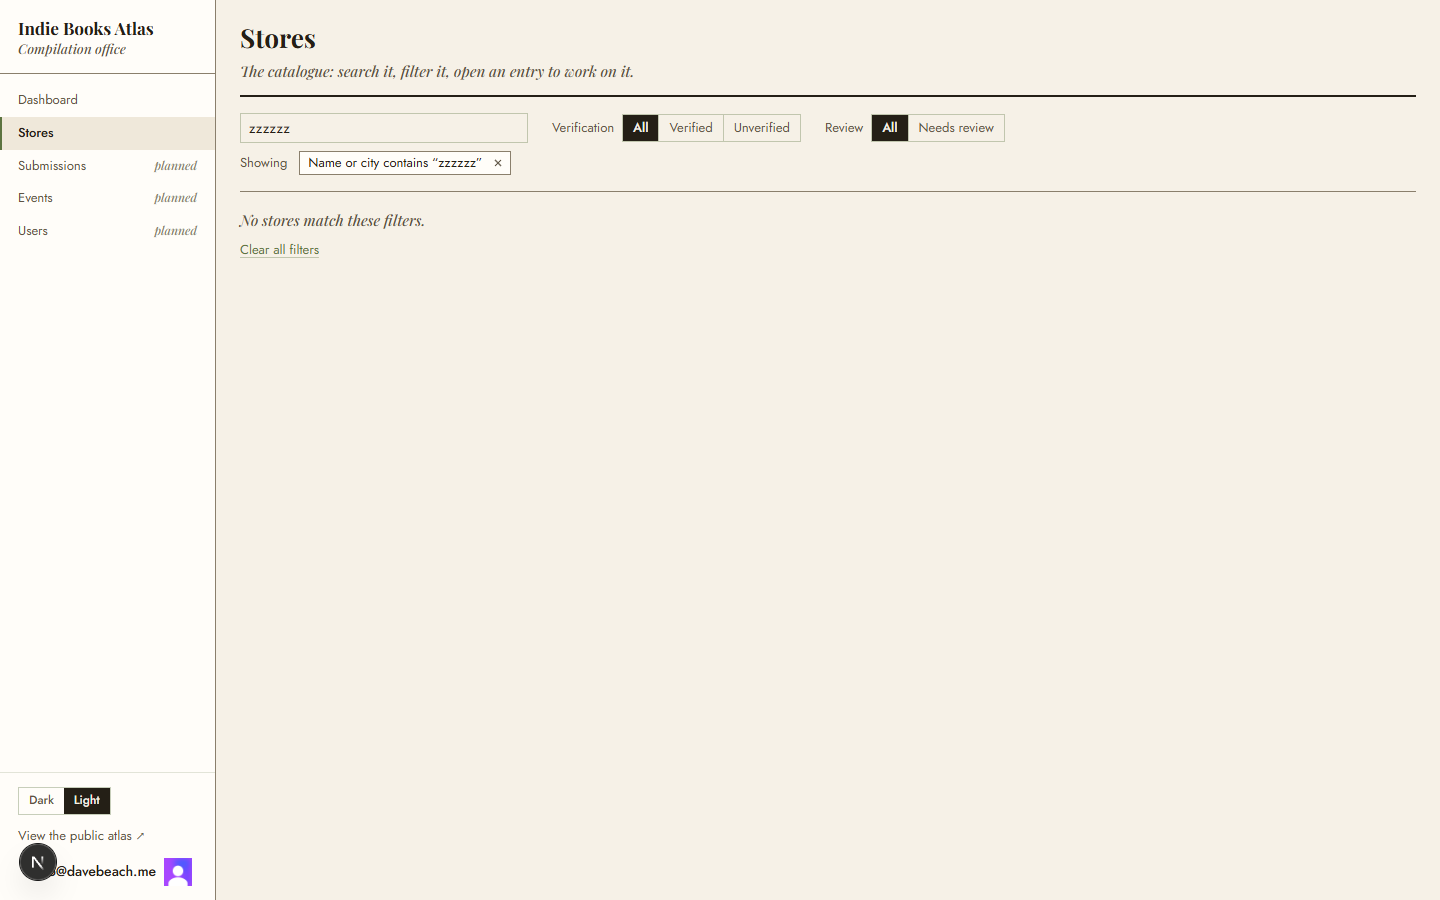 Indie Books Atlas
Compilation office
Dashboard
Stores
Submissions planned
Events planned
Users planned
Dark Light
View the public atlas ↗
N @davebeach.me
Stores
The catalogue: search it, filter it, open an entry to work on it.
zzzzzz Verification All Verified Unverified Review All Needs review
Showing Name or city contains “zzzzzz” ✕
No stores match these filters.
Clear all filters